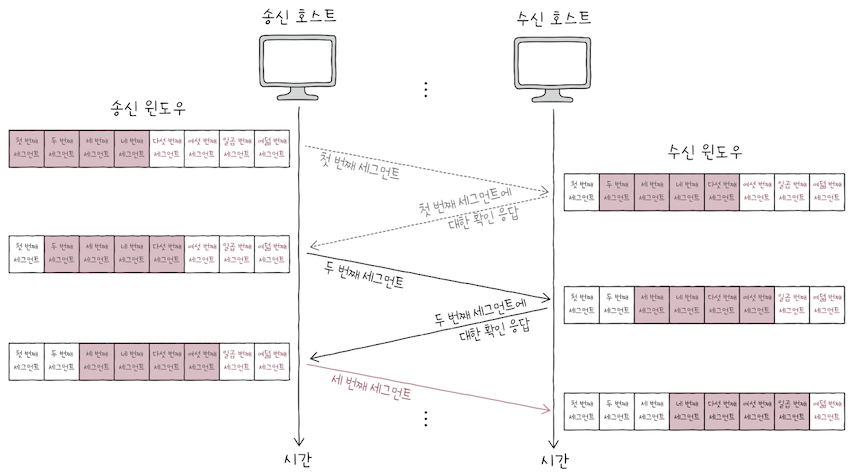 송신 호스트
수신 호스트
송신 윈도우
수신 윈도우
첫 번째 두 번째 세 번째 네 번째 다섯 번째 여섯 번째 일곱 번째 여덟 번째
세그먼트 세그먼트 세그먼트 세그먼트 세그먼트 세그먼트 세그먼트 세그먼트
첫 번째 세그먼트
첫 번째 두 번째 세 번째 네 번째 다섯 번째 여섯 번째 일곱 번째 여덟 번째
세그먼트 세그먼트 세그먼트 세그먼트 세그먼트 세그먼트 세그먼트 세그먼트
첫 번째 세그먼트에
대한 확인 응답
첫 번째 두 번째 세 번째 네 번째 다섯 번째 여섯 번째 일곱 번째 여덟 번째
세그먼트 세그먼트 세그먼트 세그먼트 세그먼트 세그먼트 세그먼트 세그먼트
두 번째 세그먼트
첫 번째 두 번째 세 번째 네 번째 다섯 번째 여섯 번째 일곱 번째 여덟 번째
세그먼트 세그먼트 세그먼트 세그먼트 세그먼트 세그먼트 세그먼트 세그먼트
두 번째 세그먼트에
대한 확인 응답
첫 번째 두 번째 세 번째 네 번째 다섯 번째 여섯 번째 일곱 번째 여덟 번째
세그먼트 세그먼트 세그먼트 세그먼트 세그먼트 세그먼트 세그먼트 세그먼트
세 번째 세그먼트
첫 번째 두 번째 세 번째 네 번째 다섯 번째 여섯 번째 일곱 번째 여덟 번째
세그먼트 세그먼트 세그먼트 세그먼트 세그먼트 세그먼트 세그먼트 세그먼트
시간
시간